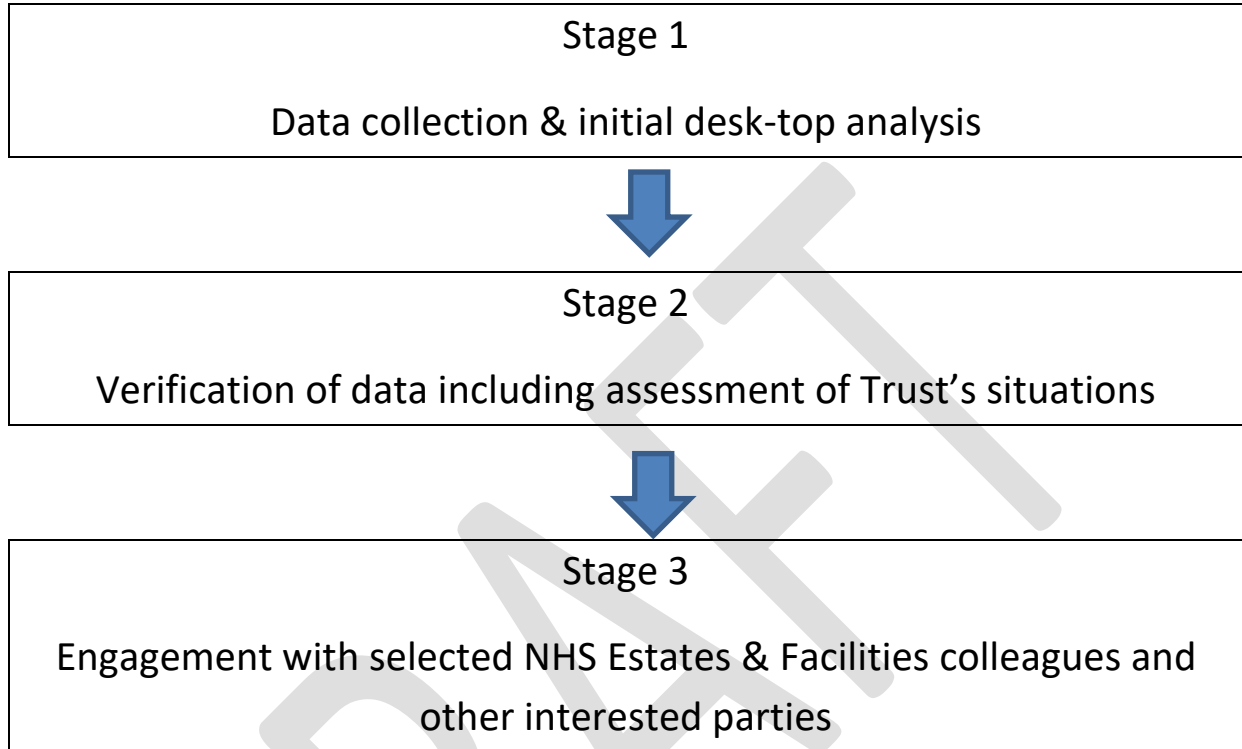 Stage 1
Data collection & initial desk-top analysis
Stage 2
Verification of data including assessment of Trust’s situations
Stage 3
Engagement with selected NHS Estates & Facilities colleagues and
other interested parties
DRAFT